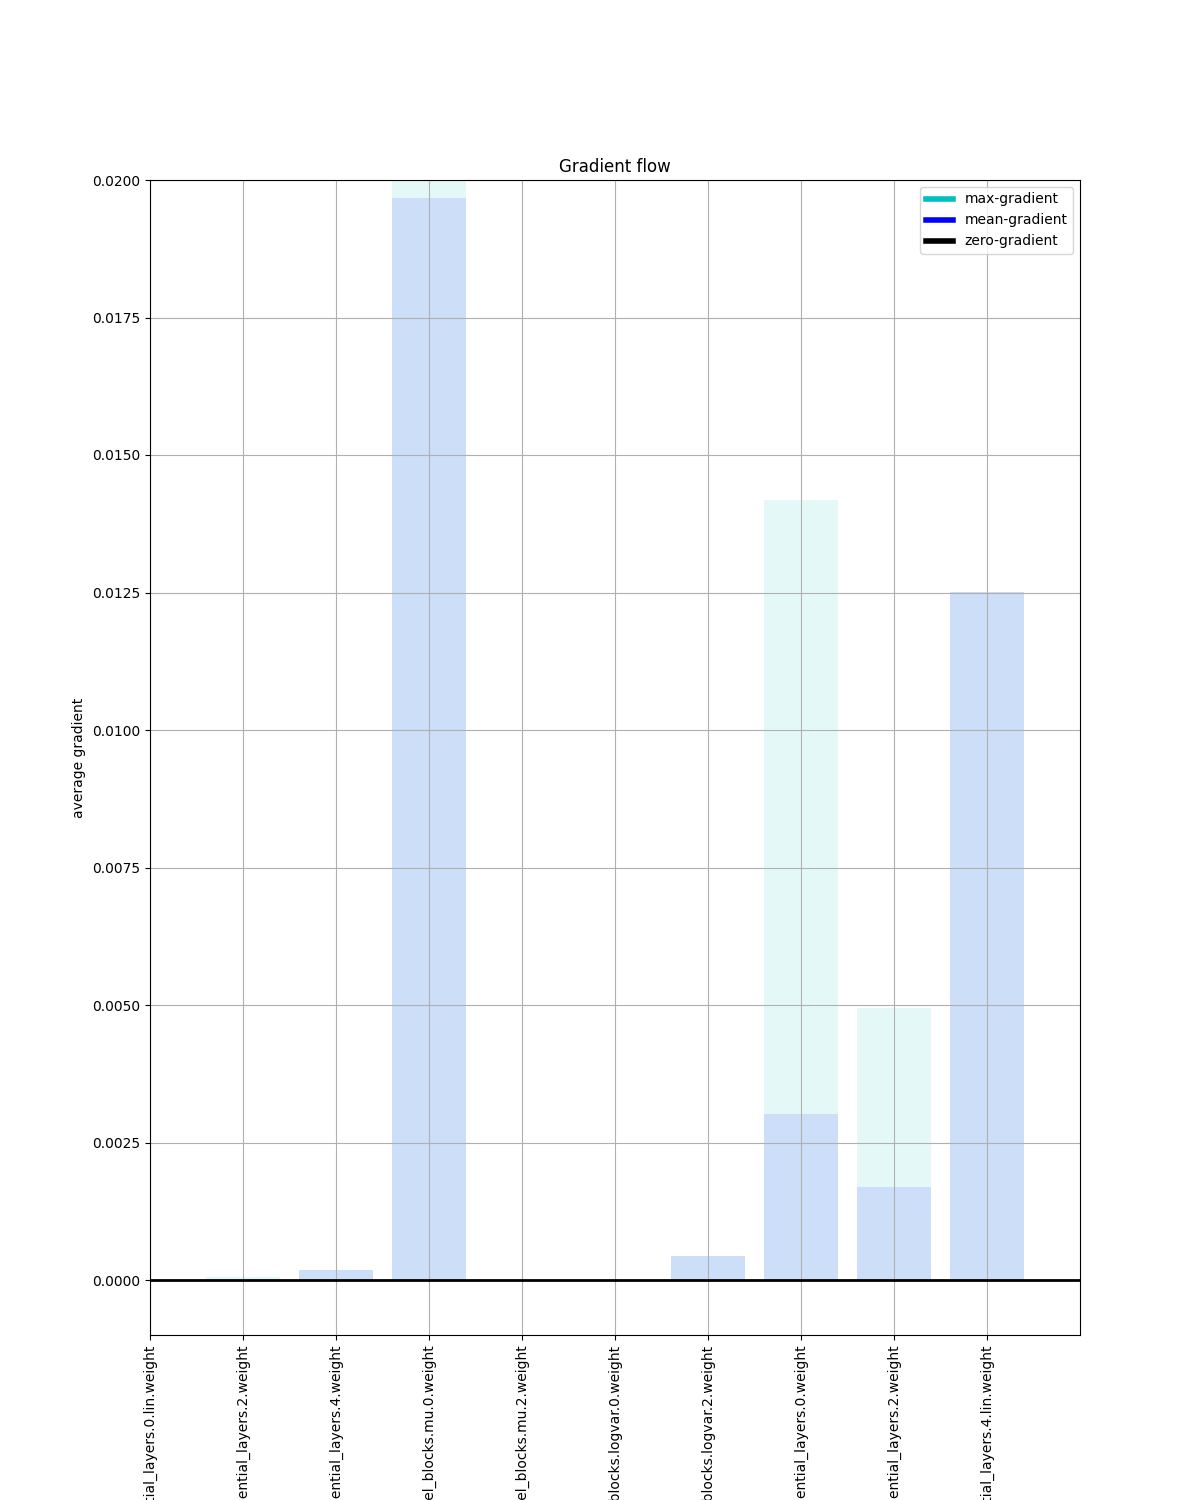 Gradient flow
max-gradient
mean-gradient
zero-gradient
0.0200
0.0175
0.0150
0.0125
0.0100
0.0075
0.0050
0.0025
0.0000
average gradient
tial_layers.0.lin.weight
ential_layers.2.weight
ential_layers.4.weight
el_blocks.mu.0.weight
el_blocks.mu.2.weight
blocks.logvar.0.weight
blocks.logvar.2.weight
ential_layers.0.weight
ential_layers.2.weight
tial_layers.4.lin.weight